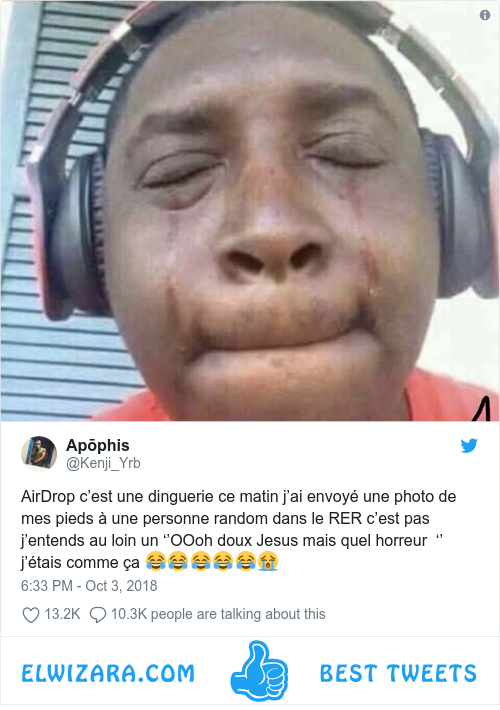 Apōphis
@Kenji_Yrb
AirDrop c’est une dinguerie ce matin j’ai envoyé une photo de
mes pieds à une personne random dans le RER c’est pas
j’entends au loin un ‘’OOoh doux Jesus mais quel horreur  ‘’
j’étais comme ça 😂😂😂😂😂😭
6:33 PM - Oct 3, 2018
13.2K 10.3K people are talking about this
ELWIZARA.COM BEST TWEETS